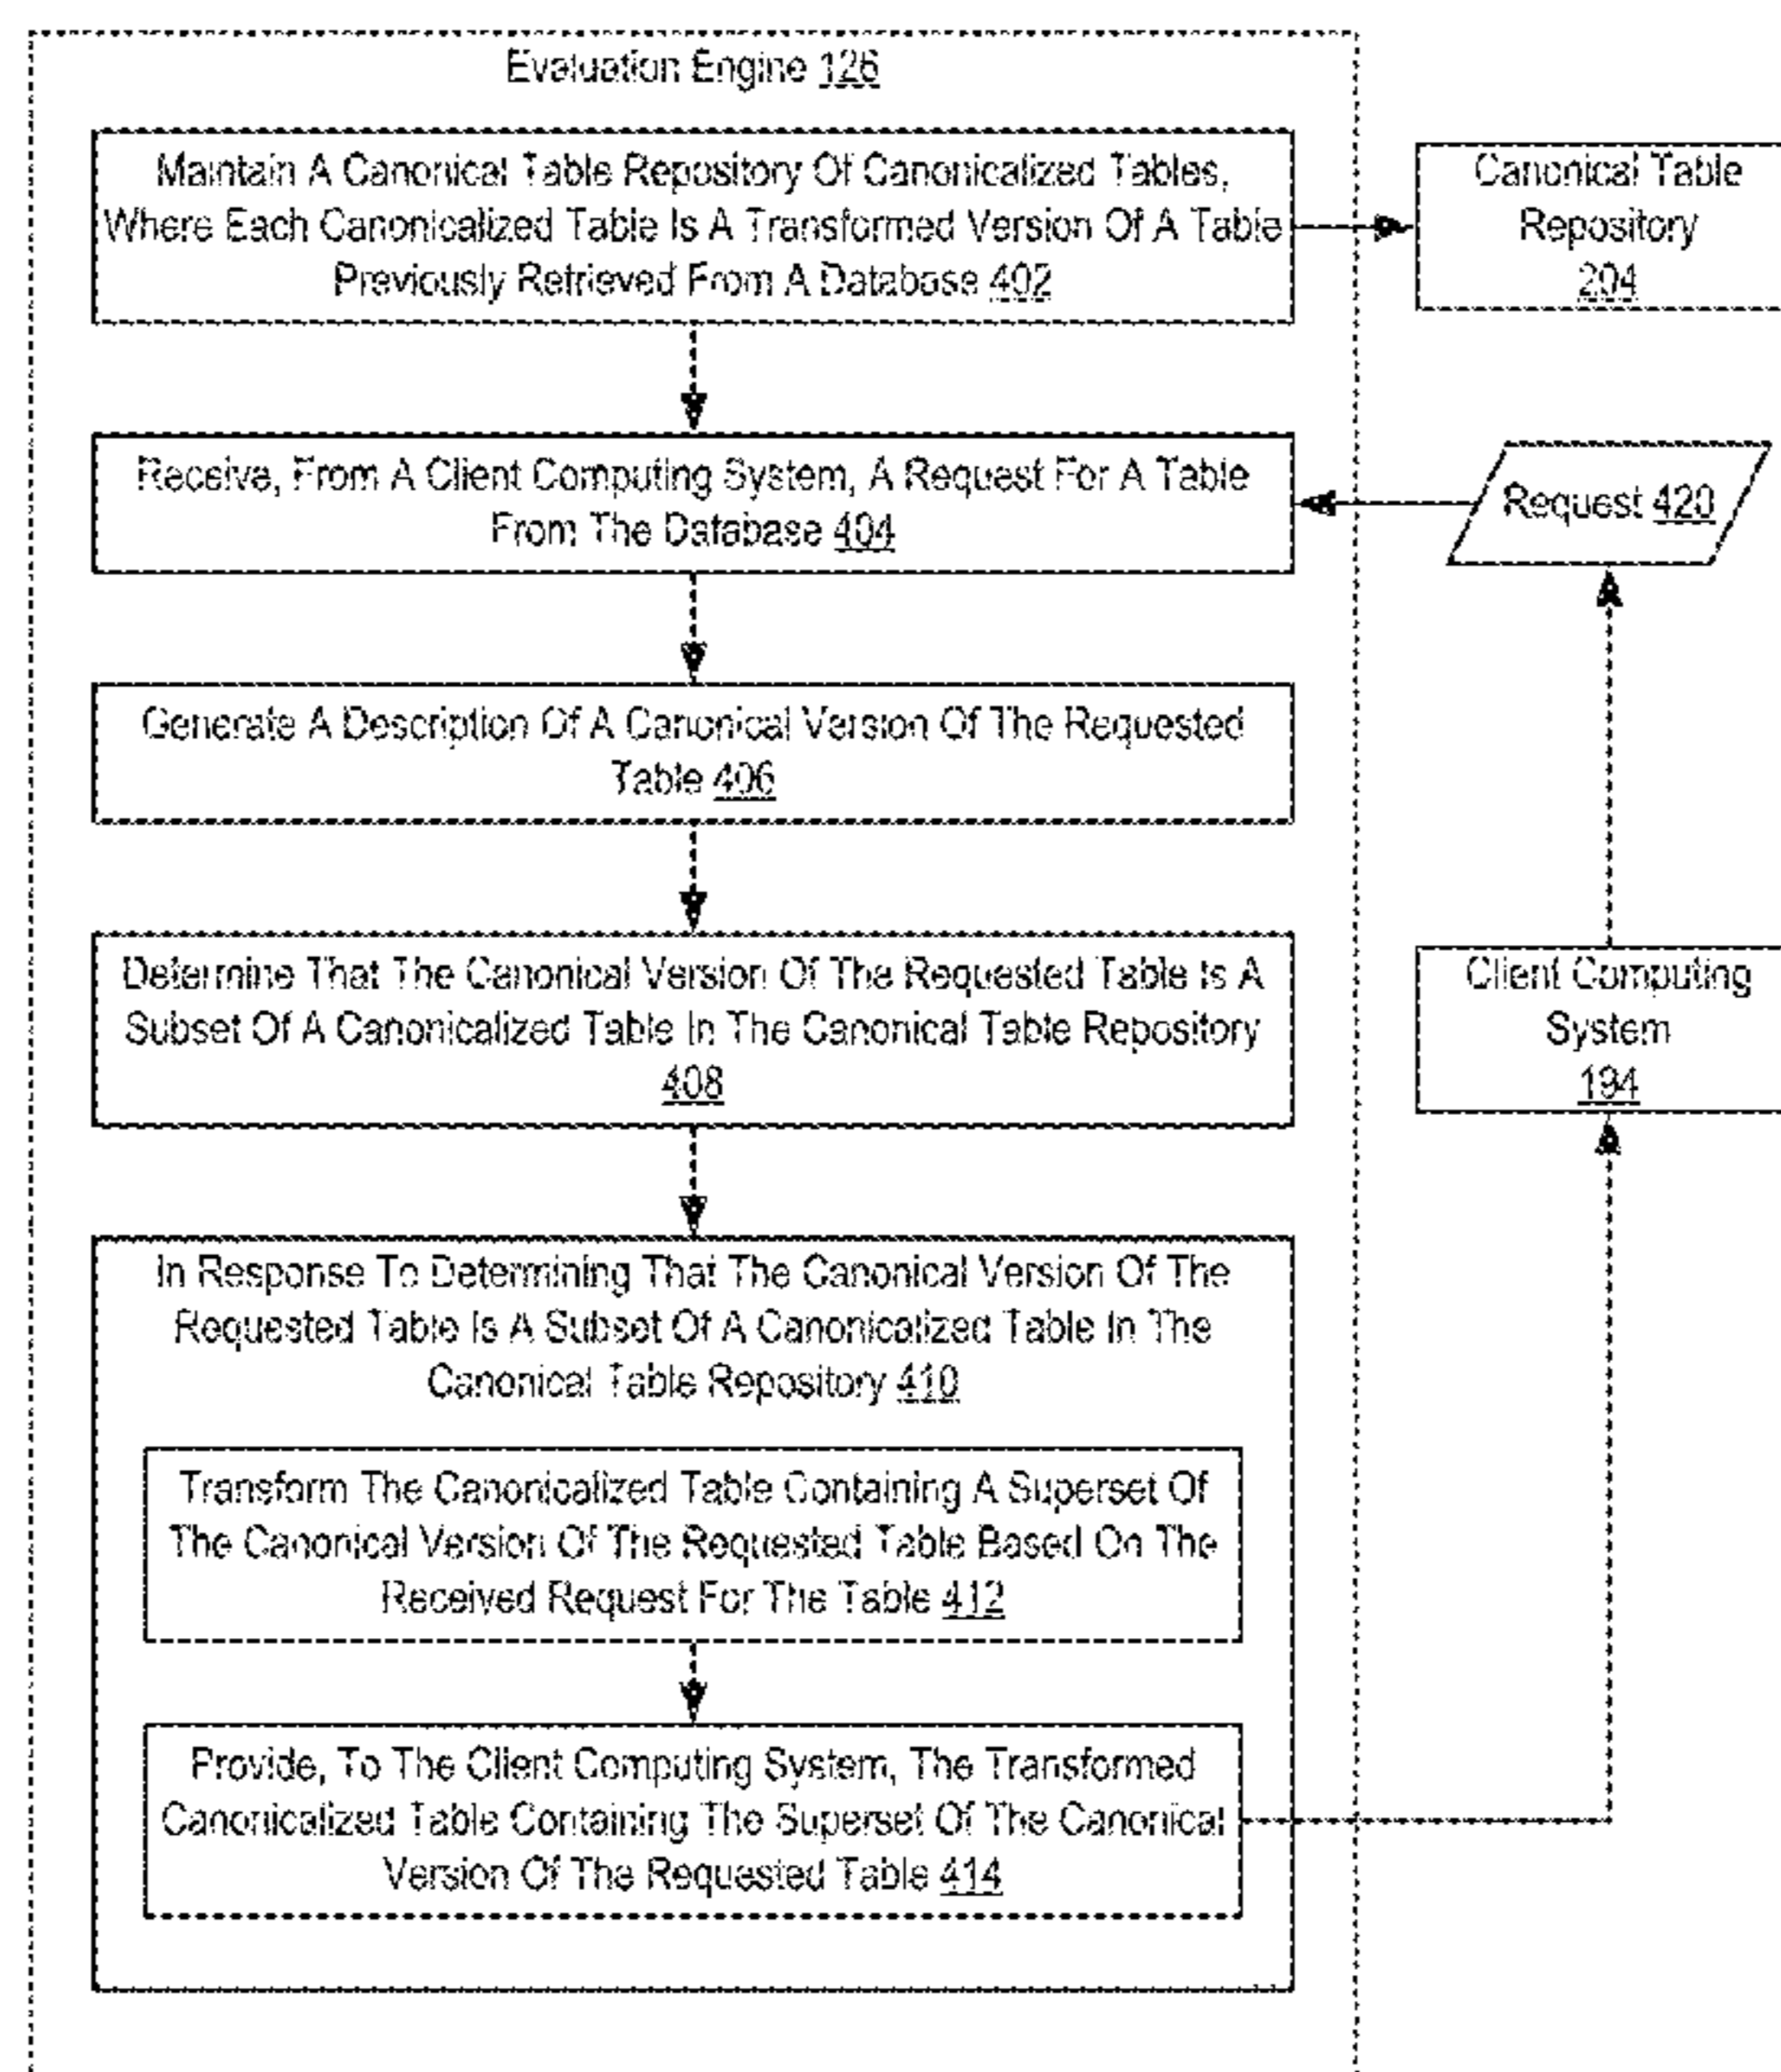 Evaluation Engine 126
Maintain A Canonical Table Repository Of Canonicalized Tables,
Where Each Canonicalized Table Is A Transformed Version Of A Table
Previously Retrieved From A Database 402
Canonical Table
Repository
204
Receive, From A Client Computing System, A Request For A Table
From The Database 404
Request 420
Generate A Description Of A Canonical Version Of The Requested
Table 406
Determine That The Canonical Version Of The Requested Table Is A
Subset Of A Canonicalized Table In The Canonical Table Repository
408
Client Computing
System
194
In Response To Determining That The Canonical Version Of The
Requested Table Is A Subset Of A Canonicalized Table In The
Canonical Table Repository 410
Transform The Canonicalized Table Containing A Superset Of
The Canonical Version Of The Requested Table Based On The
Received Request For The Table 412
Provide, To The Client Computing System, The Transformed
Canonicalized Table Containing The Superset Of The Canonical
Version Of The Requested Table 414